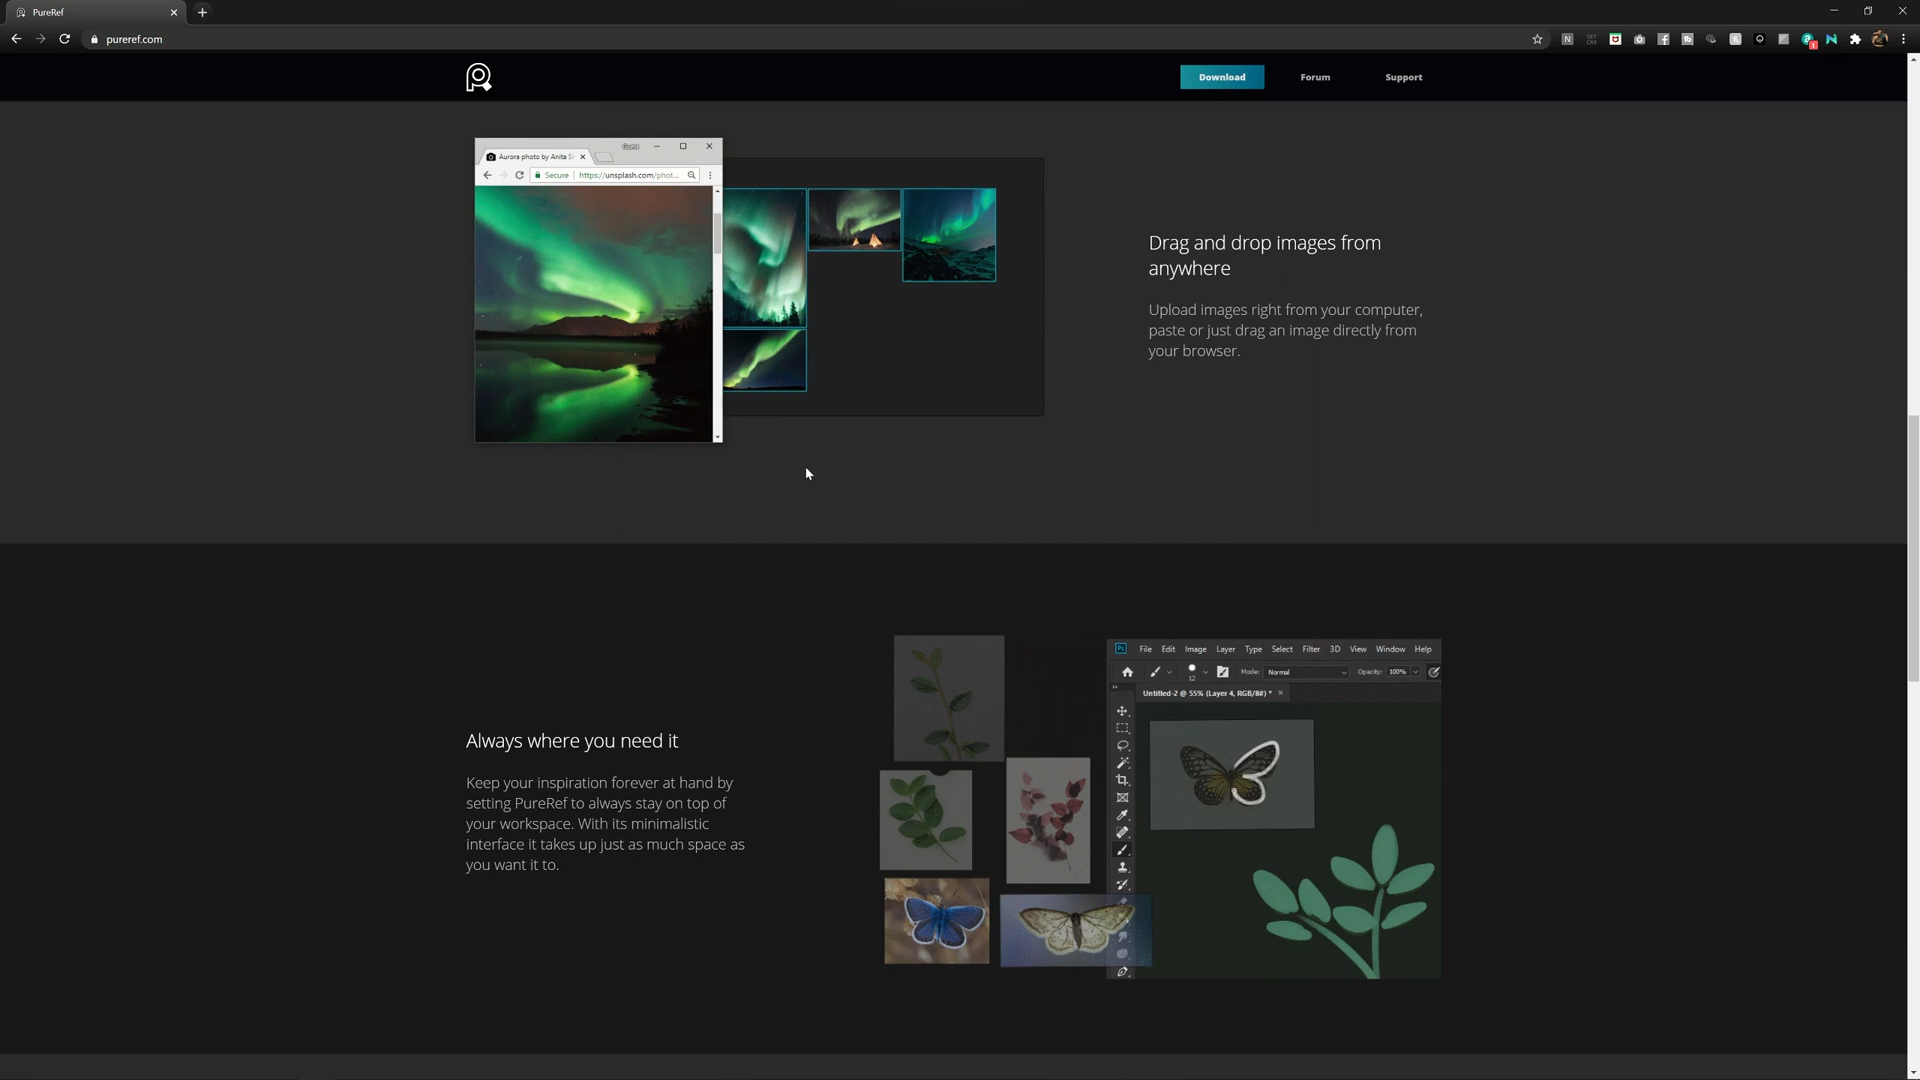 PureRef
pureref.com
Download
Forum
Support
Guest
Aurora photo by Anita S
Secure
https://unsplash.com/phot...
Drag and drop images from
anywhere
Upload images right from your computer,
paste or just drag an image directly from
your browser.
Always where you need it
Keep your inspiration forever at hand by
setting PureRef to always stay on top of
your workspace. With its minimalistic
interface it takes up just as much space as
you want it to.
Ps File Edit Image Layer Type Select Filter 3D View Window Help
12 Mode: Normal Opacity: 100%
Untitled-2 @ 55% (Layer 4, RGB/8#) *